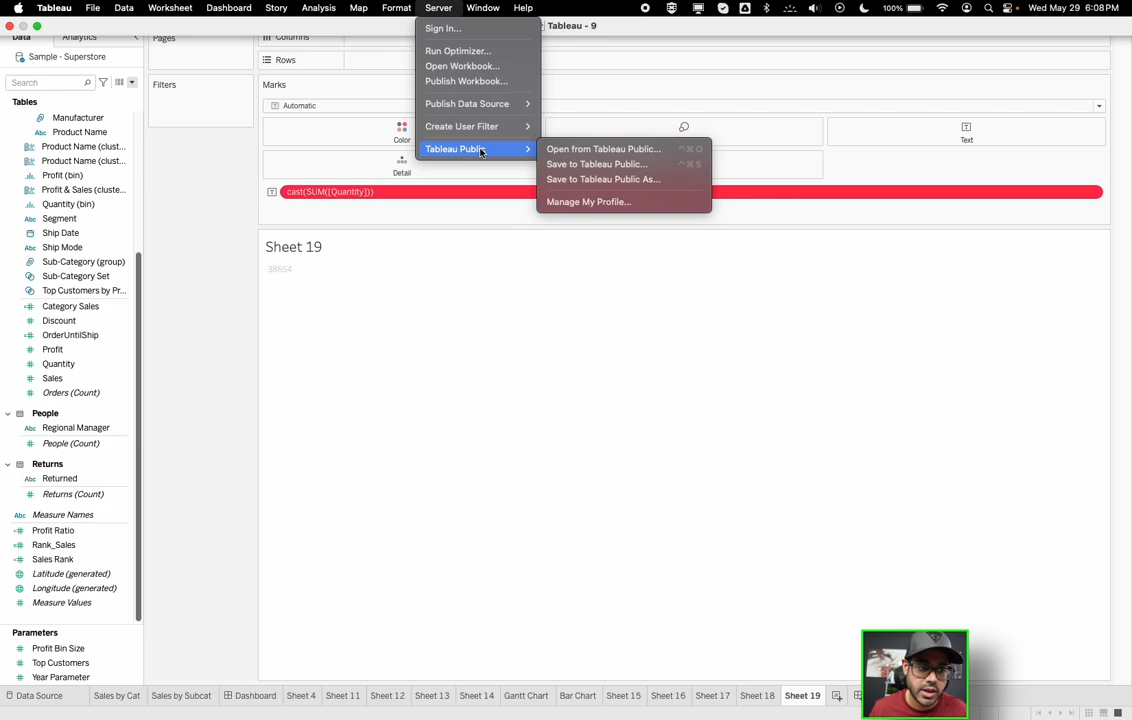 Tableau File Data Worksheet Dashboard Story Analysis Map Format Server Window Help 100% Wed May 29 6:08 PM
Tableau - 9
Data Analytics
Pages
Columns
Sign In...
Sample - Superstore
Rows
Run Optimizer...
Open Workbook...
Search
Filters
Marks
Publish Workbook...
Tables
Automatic
Publish Data Source
Manufacturer
Abc Product Name
Create User Filter
Color
Text
Product Name (clust...
Product Name (clust...
Tableau Public
Open from Tableau Public... ⌃⌘O
Save to Tableau Public... ⌃⌘S
Save to Tableau Public As...
Manage My Profile...
Detail
Profit (bin)
Profit & Sales (cluste...
cast(SUM([Quantity]))
Quantity (bin)
Abc Segment
Ship Date
Abc Ship Mode
Sheet 19
38654
Sub-Category (group)
Sub-Category Set
Top Customers by Pr...
Category Sales
Discount
OrderUntilShip
Profit
Quantity
Sales
Orders (Count)
People
Abc Regional Manager
People (Count)
Returns
Abc Returned
Returns (Count)
Abc Measure Names
Profit Ratio
Rank_Sales
Sales Rank
Latitude (generated)
Longitude (generated)
Measure Values
Parameters
Profit Bin Size
Top Customers
Year Parameter
Data Source Sales by Cat Sales by Subcat Dashboard Sheet 4 Sheet 11 Sheet 12 Sheet 13 Sheet 14 Gantt Chart Bar Chart Sheet 15 Sheet 16 Sheet 17 Sheet 18 Sheet 19